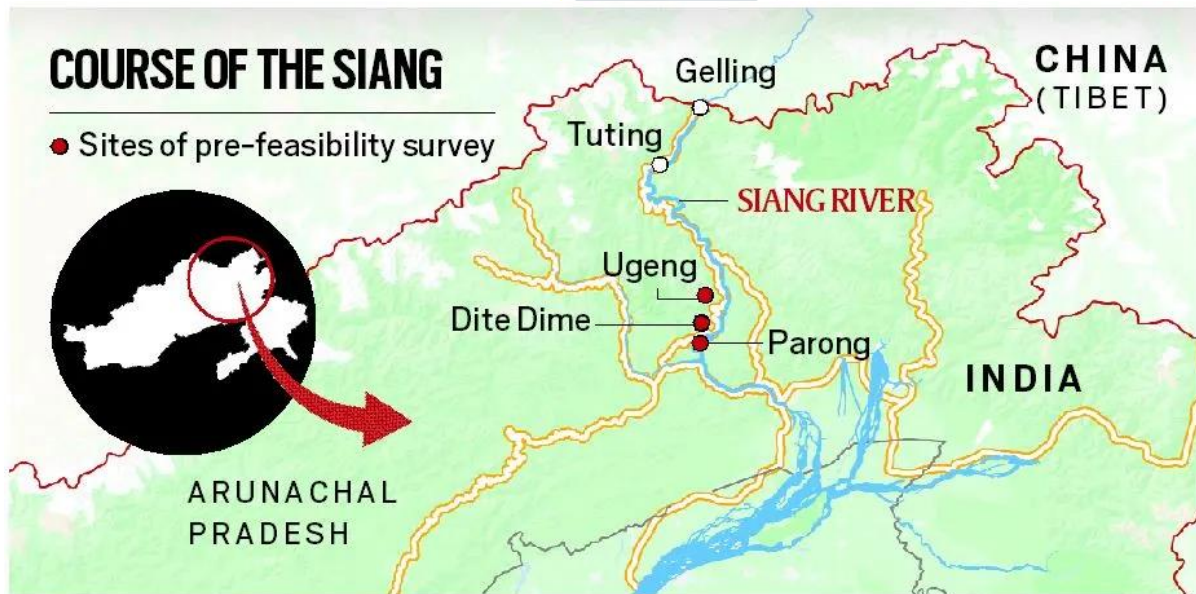 COURSE OF THE SIANG
Sites of pre-feasibility survey
Gelling
CHINA
(TIBET)
Tuting
SIANG RIVER
Ugeng
Dite Dime
Parong
INDIA
ARUNACHAL
PRADESH